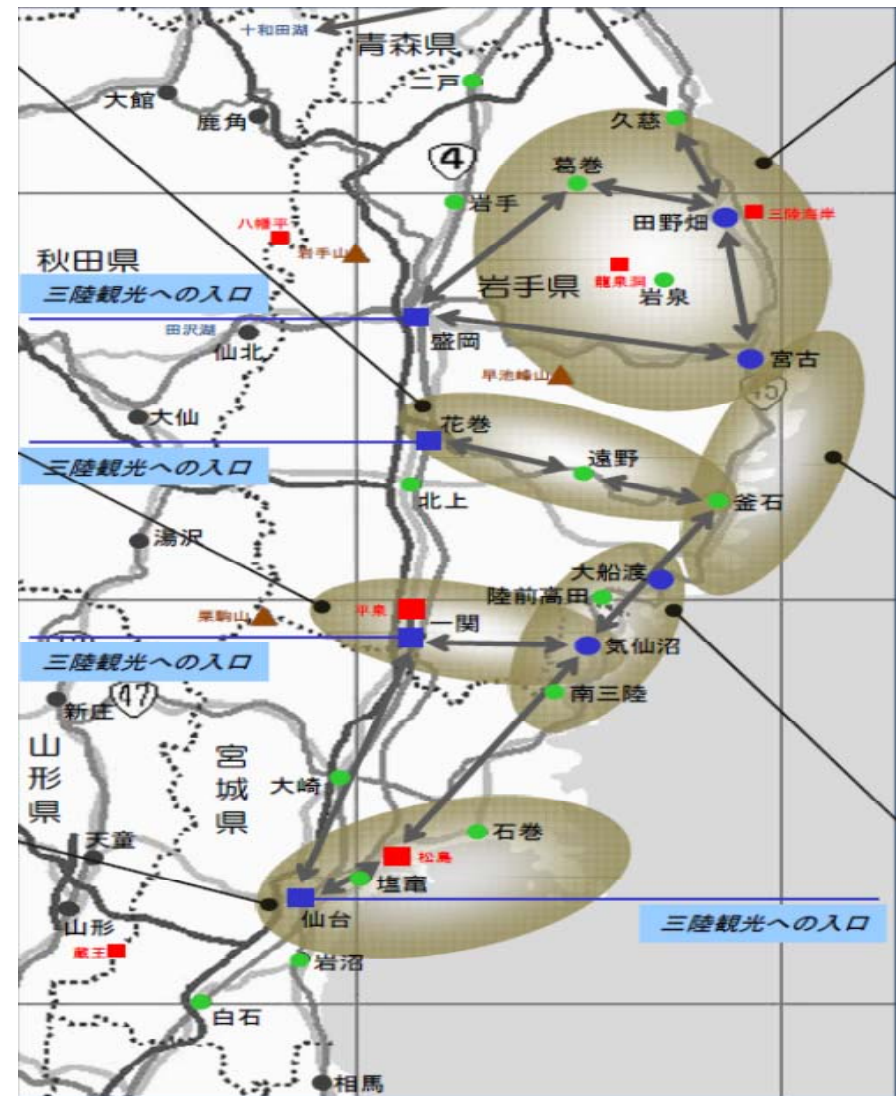 十和田湖
青森県
二戸
大館
鹿角
久慈
4
葛巻
岩手
田野畑
三陸海岸
八幡平
岩手山
秋田県
三陸観光への入口
岩手県
龍泉洞
岩泉
田沢湖
仙北
盛岡
宮古
早池峰山
45
大仙
花巻
三陸観光への入口
遠野
北上
釜石
湯沢
大船渡
陸前高田
平泉
栗駒山
一関
気仙沼
三陸観光への入口
南三陸
47
新庄
山形県
宮城県
大崎
天童
石巻
松島
塩竈
仙台
三陸観光への入口
山形
蔵王
岩沼
白石
相馬